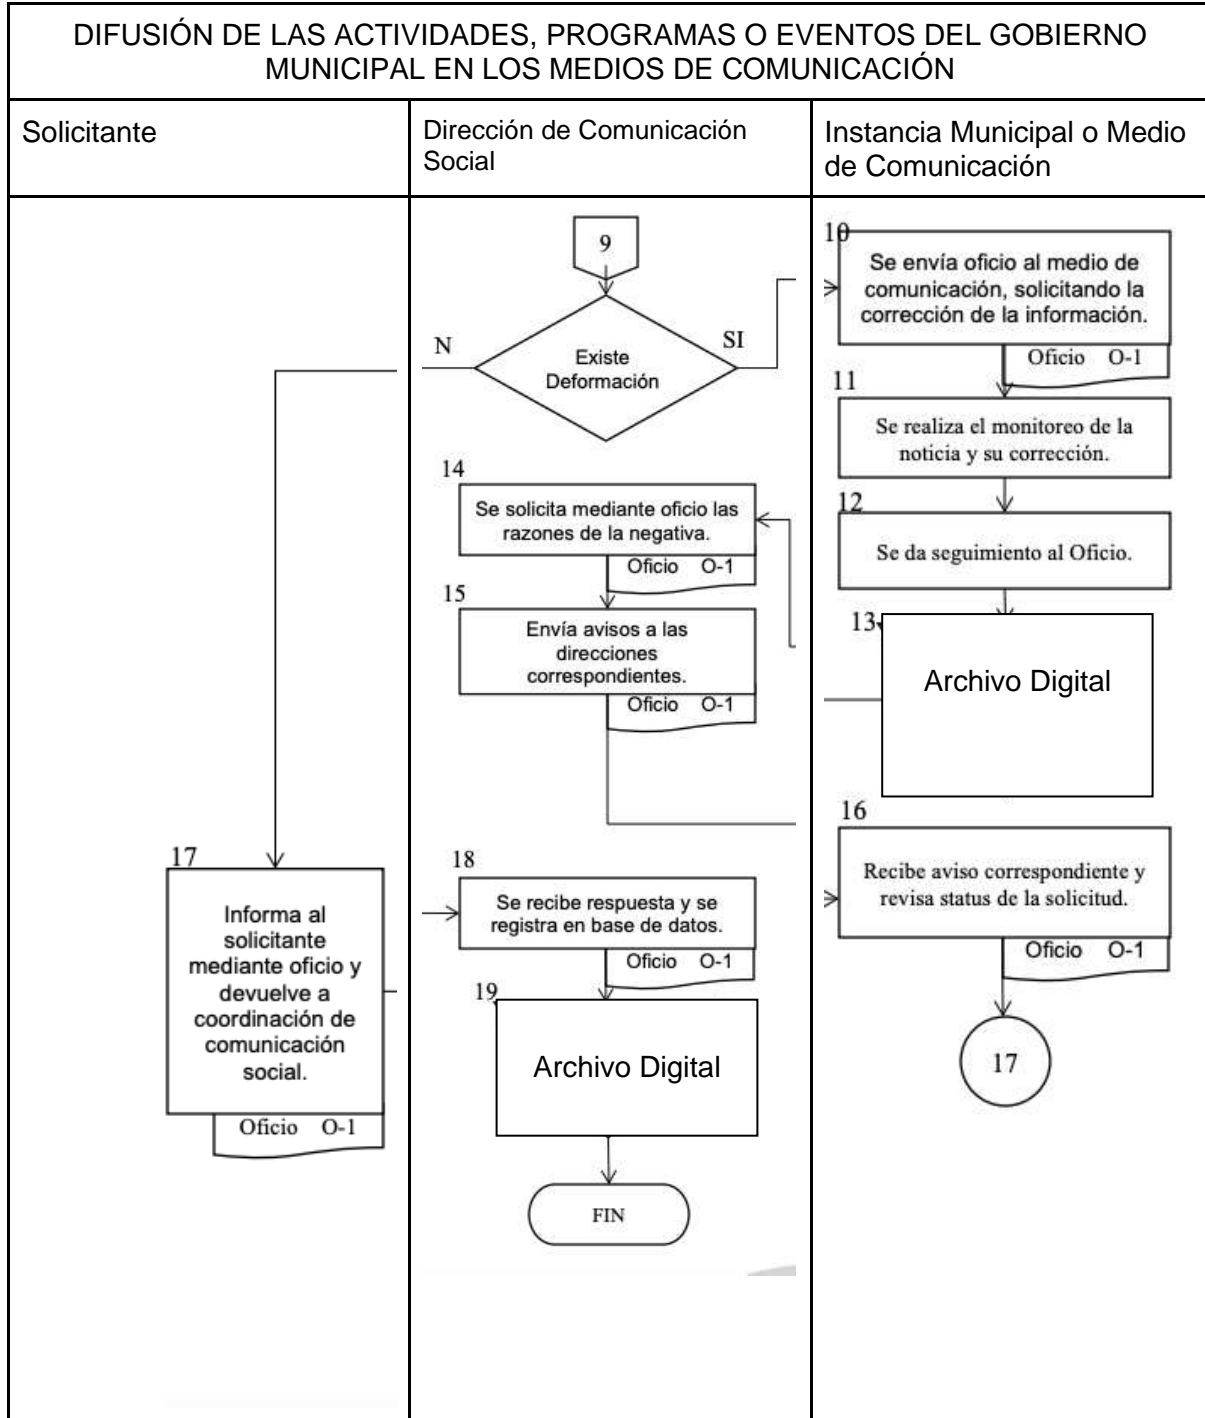 DIFUSIÓN DE LAS ACTIVIDADES, PROGRAMAS O EVENTOS DEL GOBIERNO
MUNICIPAL EN LOS MEDIOS DE COMUNICACIÓN
Solicitante
Dirección de Comunicación
Social
Instancia Municipal o Medio
de Comunicación
17
Informa al
solicitante
mediante oficio y
devuelve a
coordinación de
comunicación
social.
Oficio O-1
9
N
Existe
Deformación
SI
14
Se solicita mediante oficio las
razones de la negativa.
Oficio O-1
15
Envía avisos a las
direcciones
correspondientes.
Oficio O-1
18
Se recibe respuesta y se
registra en base de datos.
Oficio O-1
19
Archivo Digital
FIN
10
Se envía oficio al medio de
comunicación, solicitando la
corrección de la información.
Oficio O-1
11
Se realiza el monitoreo de la
noticia y su corrección.
12
Se da seguimiento al Oficio.
13
Archivo Digital
16
Recibe aviso correspondiente y
revisa status de la solicitud.
Oficio O-1
17